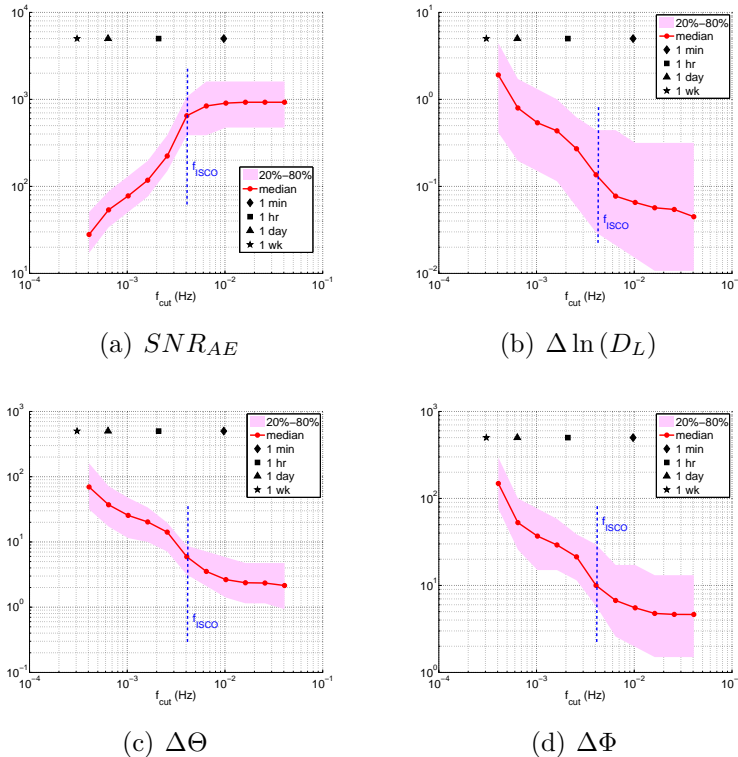 10^4
10^3
10^2
10^1
10^-4
10^-3
10^-2
10^-1
f_cut (Hz)
f_ISCO
20%−80%
median
1 min
1 hr
1 day
1 wk
(a) SNR_AE
10^1
10^0
10^-1
10^-2
10^-4
10^-3
10^-2
10^-1
f_cut (Hz)
f_ISCO
20%−80%
median
1 min
1 hr
1 day
1 wk
(b) Δ ln (D_L)
10^3
10^2
10^1
10^0
10^-1
10^-4
10^-3
10^-2
10^-1
f_cut (Hz)
f_ISCO
20%−80%
median
1 min
1 hr
1 day
1 wk
(c) ΔΘ
10^3
10^2
10^1
10^0
10^-4
10^-3
10^-2
10^-1
f_cut (Hz)
f_ISCO
20%−80%
median
1 min
1 hr
1 day
1 wk
(d) ΔΦ